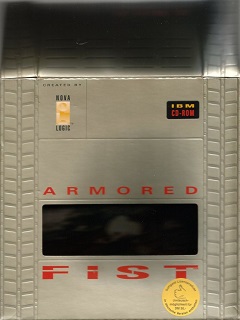 CREATED BY
NOVA
LOGIC
IBM
CD-ROM
ARMORED
FIST